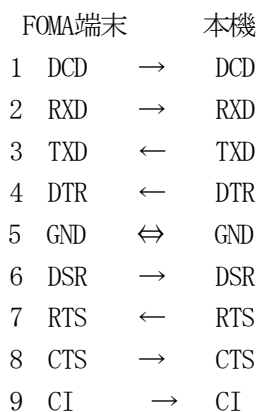 FOMA端末 本機
1 DCD → DCD
2 RXD → RXD
3 TXD ← TXD
4 DTR ← DTR
5 GND ⇔ GND
6 DSR → DSR
7 RTS ← RTS
8 CTS → CTS
9 CI → CI